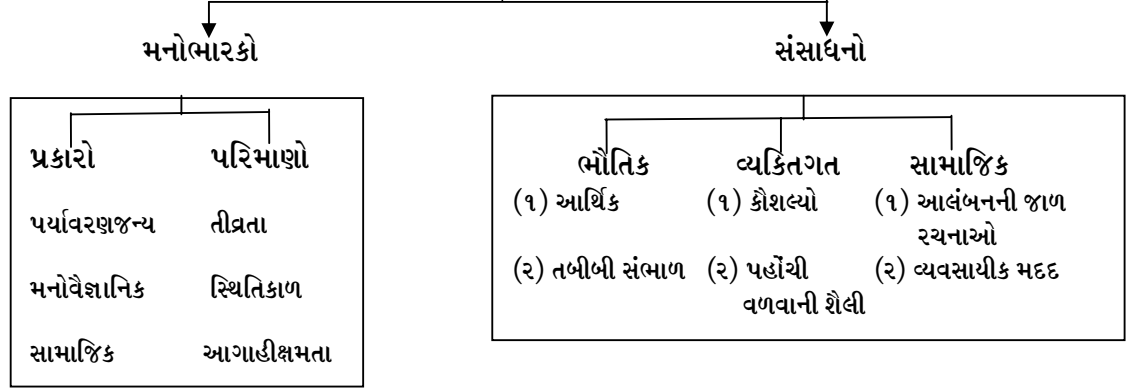 મનોભારકો સંસાધનો
પ્રકારો પરિમાણો
પર્યાવરણજન્ય તીવ્રતા
મનોવૈજ્ઞાનિક સ્થિતિકાળ
સામાજિક આગાહીક્ષમતા
ભૌતિક વ્યકિતગત સામાજિક
(૧) આર્થિક (૧) કૌશલ્યો (૧) આલંબનની જાળ
રચનાઓ
(૨) તબીબી સંભાળ (૨) પહોંચી (૨) વ્યવસાયીક મદદ
વળવાની શૈલી